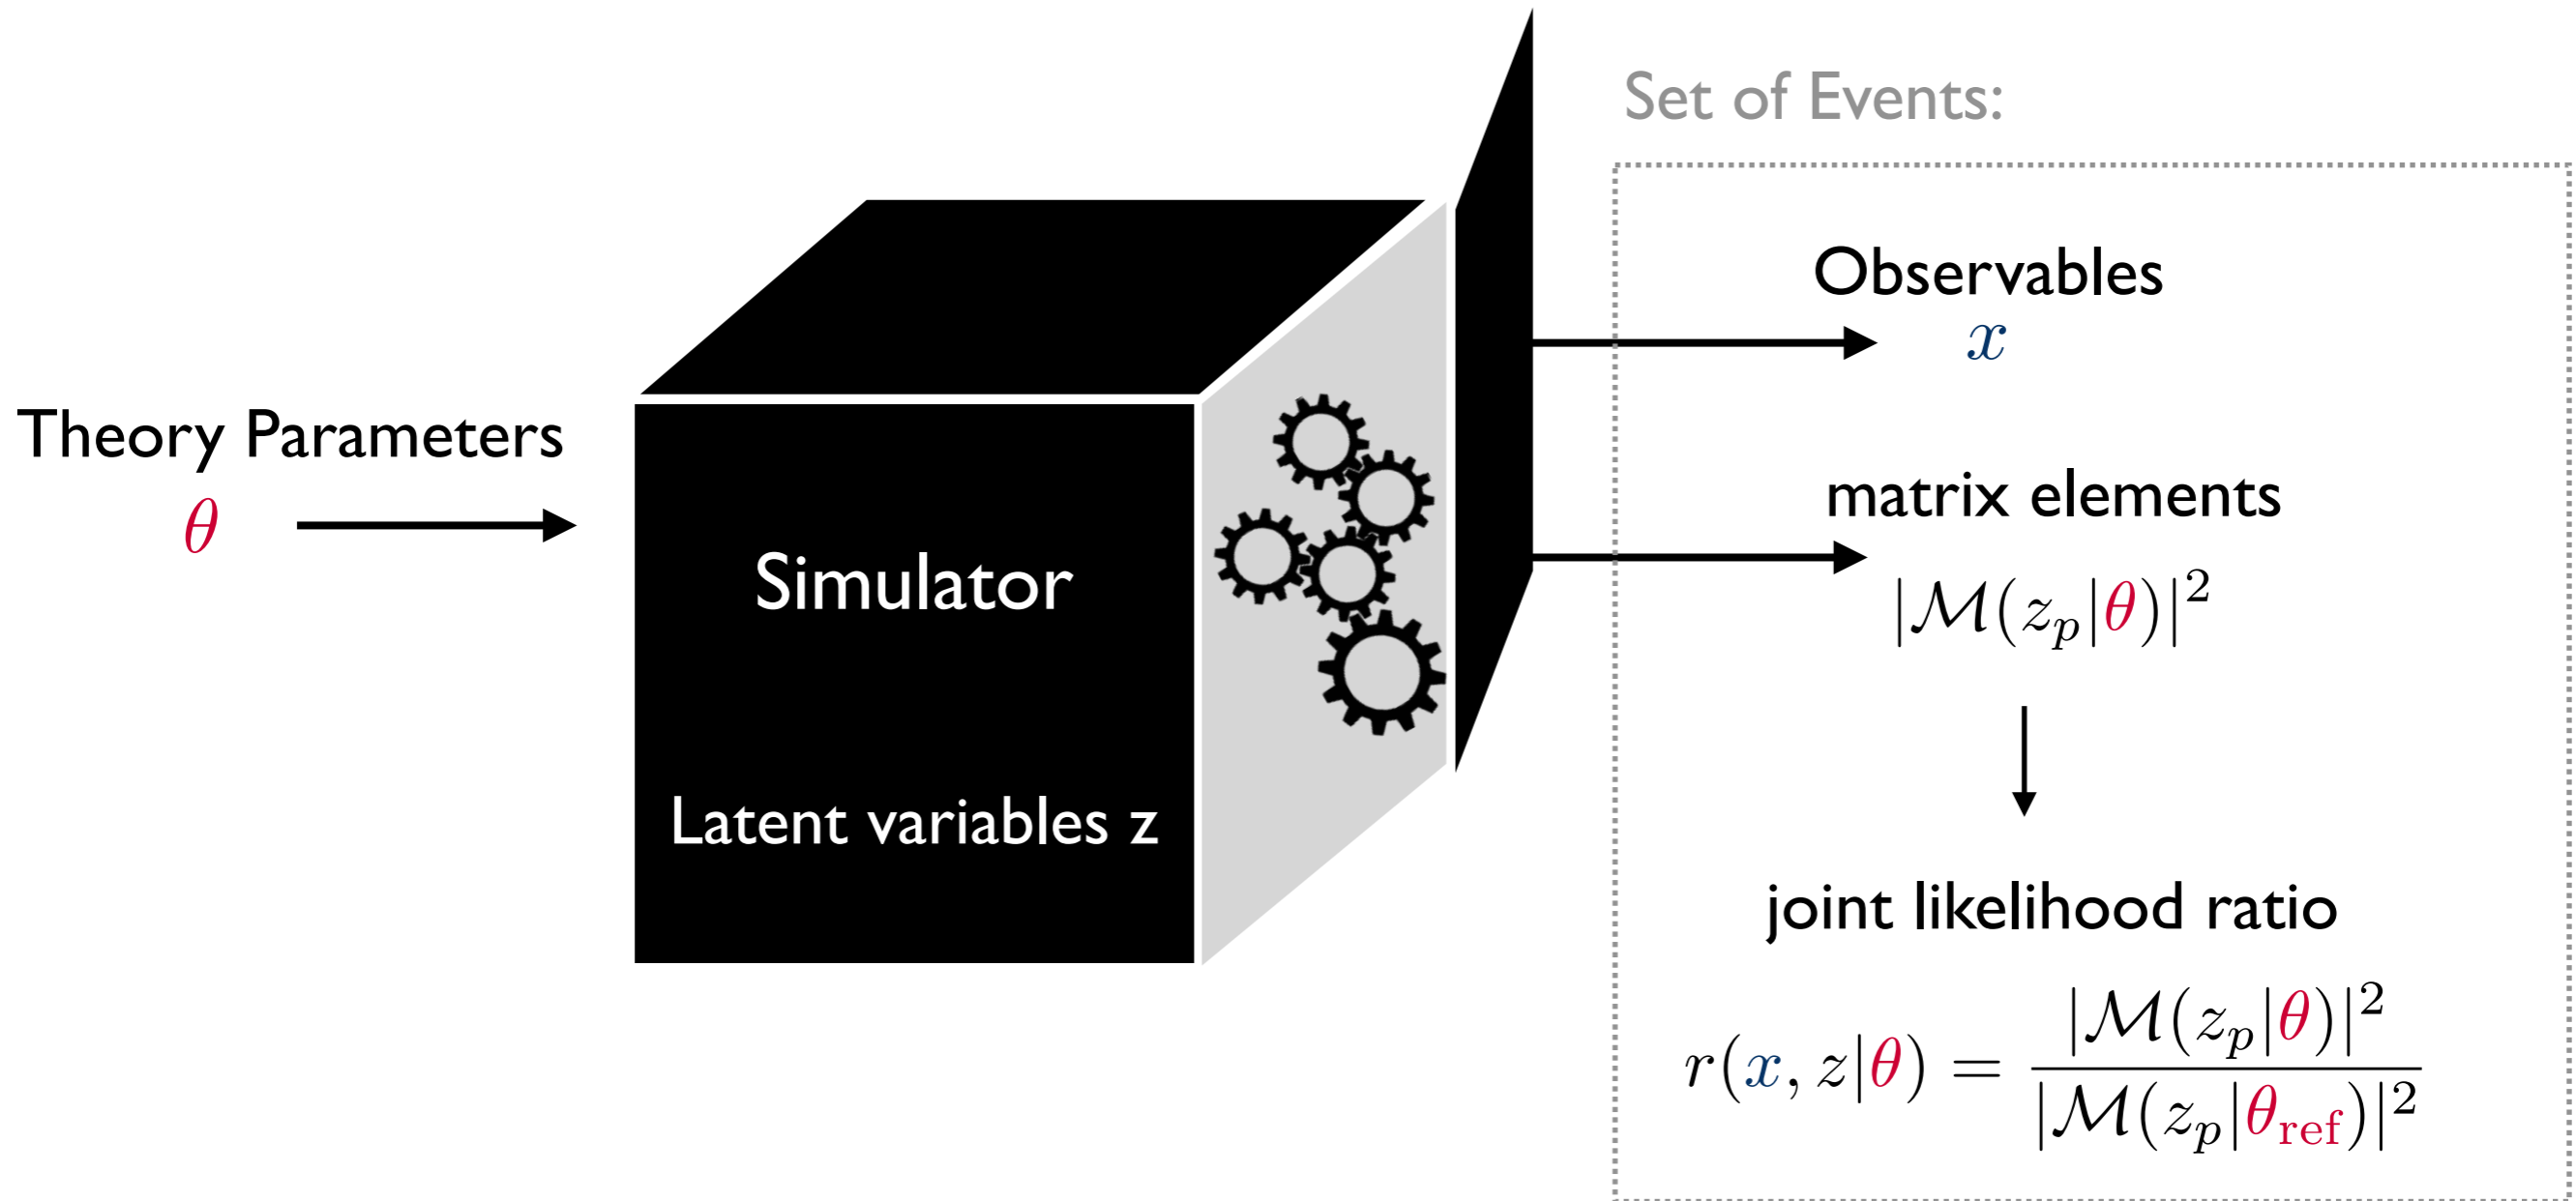 Set of Events:
Theory Parameters
θ
Simulator
Latent variables z
Observables
x
matrix elements
|ℳ(z_p|θ)|²
joint likelihood ratio
r(x, z|θ) = |ℳ(z_p|θ)|² / |ℳ(z_p|θ_ref)|²